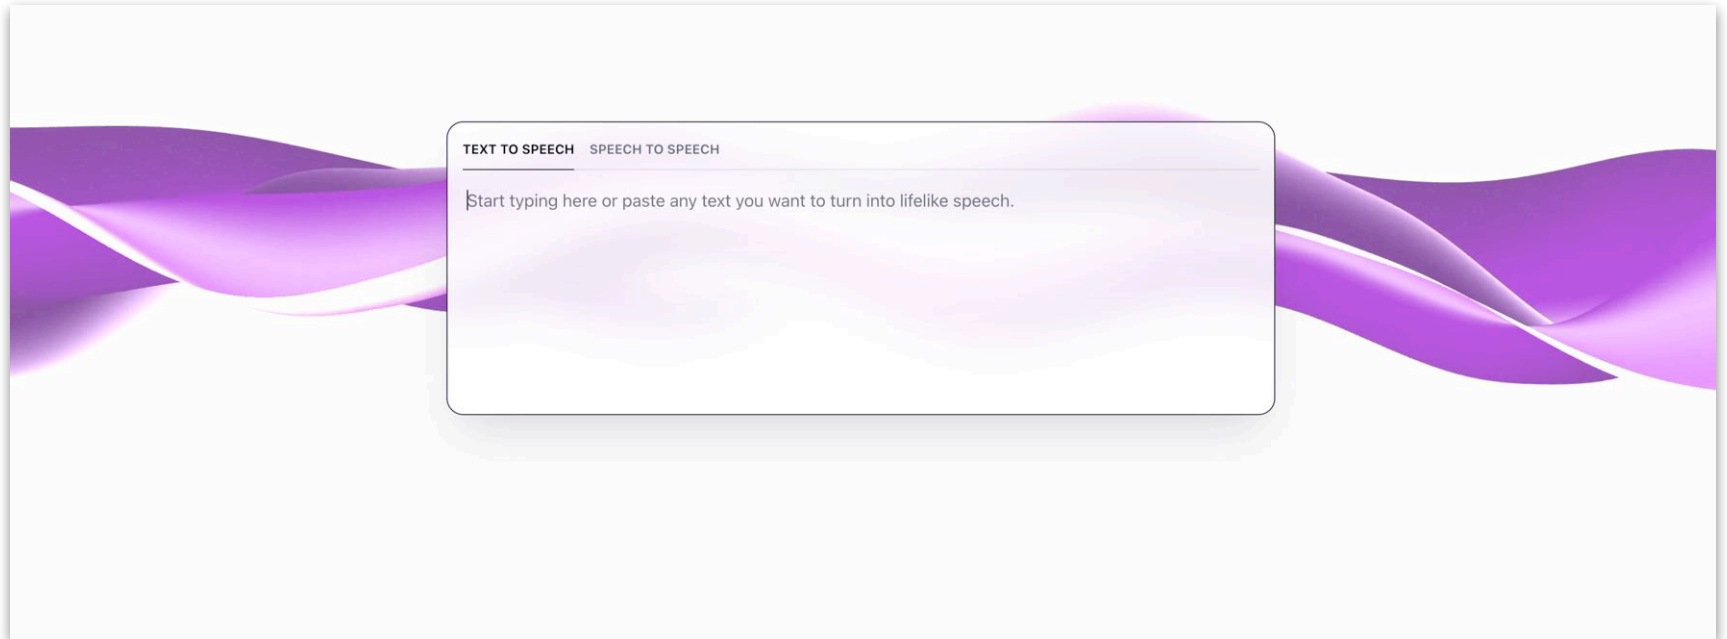 TEXT TO SPEECH SPEECH TO SPEECH
Start typing here or paste any text you want to turn into lifelike speech.